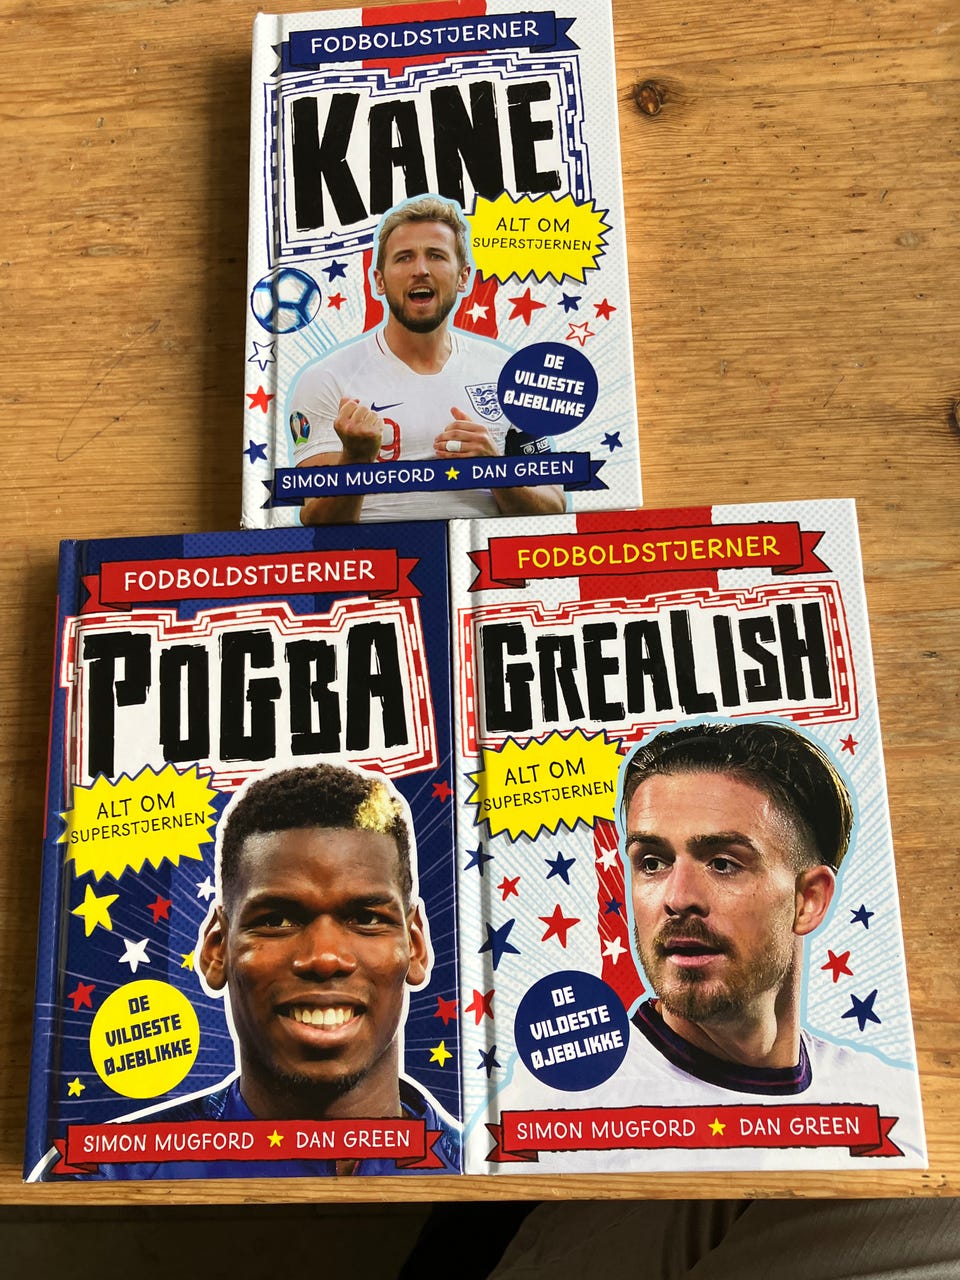 FODBOLDSTJERNER
KANE
ALT OM
SUPERSTJERNEN
DE
VILDESTE
ØJEBLIKKE
9
SIMON MUGFORD ★ DAN GREEN
FODBOLDSTJERNER
POGBA
ALT OM
SUPERSTJERNEN
DE
VILDESTE
ØJEBLIKKE
SIMON MUGFORD ★ DAN GREEN
FODBOLDSTJERNER
GREALISH
ALT OM
SUPERSTJERNEN
DE
VILDESTE
ØJEBLIKKE
SIMON MUGFORD ★ DAN GREEN